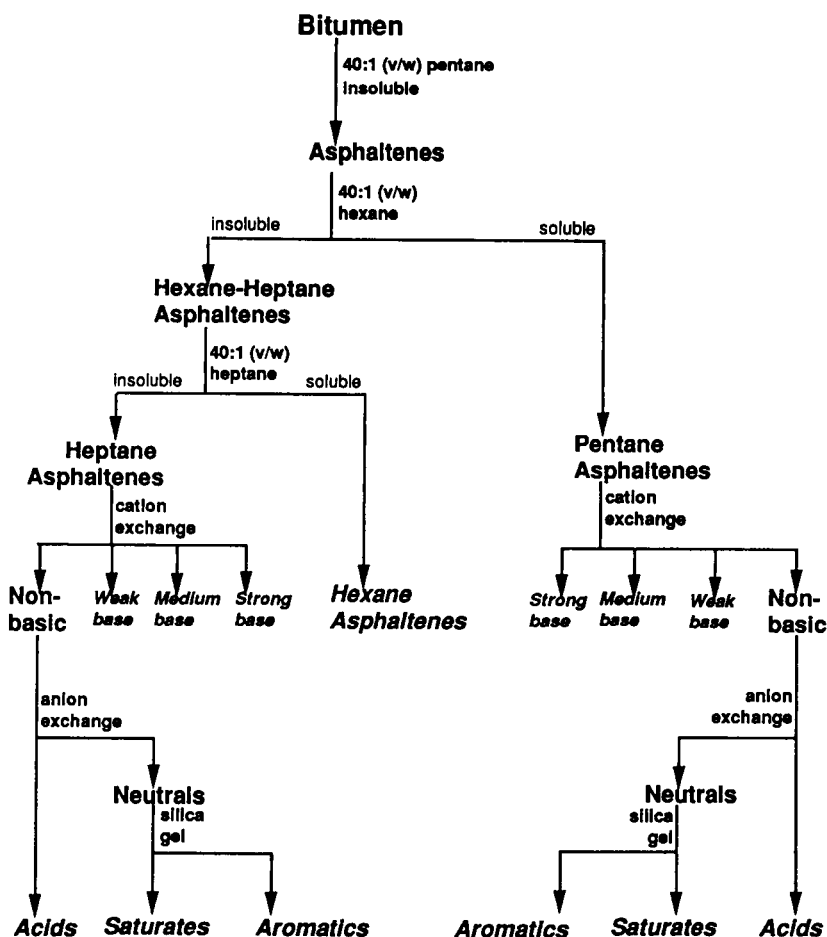 Bitumen
40:1 (v/w) pentane
insoluble
Asphaltenes
40:1 (v/w)
hexane
insoluble
soluble
Hexane-Heptane
Asphaltenes
40:1 (v/w)
heptane
insoluble
soluble
Heptane
Asphaltenes
Pentane
Asphaltenes
cation
exchange
cation
exchange
Non-
basic
Weak
base
Medium
base
Strong
base
Hexane
Asphaltenes
Strong
base
Medium
base
Weak
base
Non-
basic
anion
exchange
anion
exchange
Neutrals
Neutrals
silica
gel
silica
gel
Acids
Saturates
Aromatics
Aromatics
Saturates
Acids